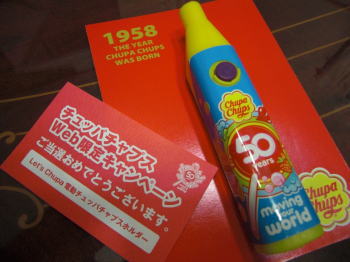 1958
THE YEAR
CHUPA CHUPS
WAS BORN
Chupa
Chups
50
years
moving
your
world
Chupa
Chups
チュッパチャプス
Web限定キャンペーン
ご当選おめでとうございます。
Let's Chupa 電動チュッパチャプスホルダー
50